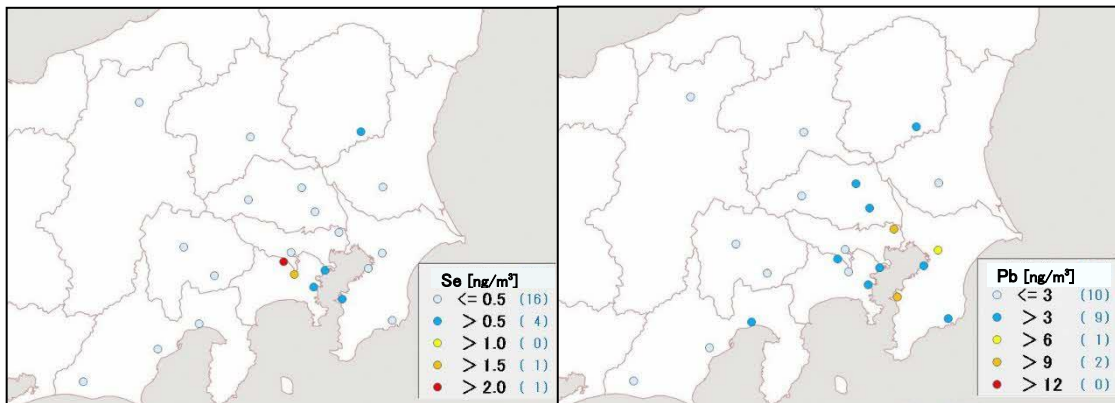 Se [ng/m³]
<= 0.5 (16)
> 0.5 ( 4)
> 1.0 ( 0)
> 1.5 ( 1)
> 2.0 ( 1)
Pb [ng/m³]
<= 3 (10)
> 3 ( 9)
> 6 ( 1)
> 9 ( 2)
> 12 ( 0)